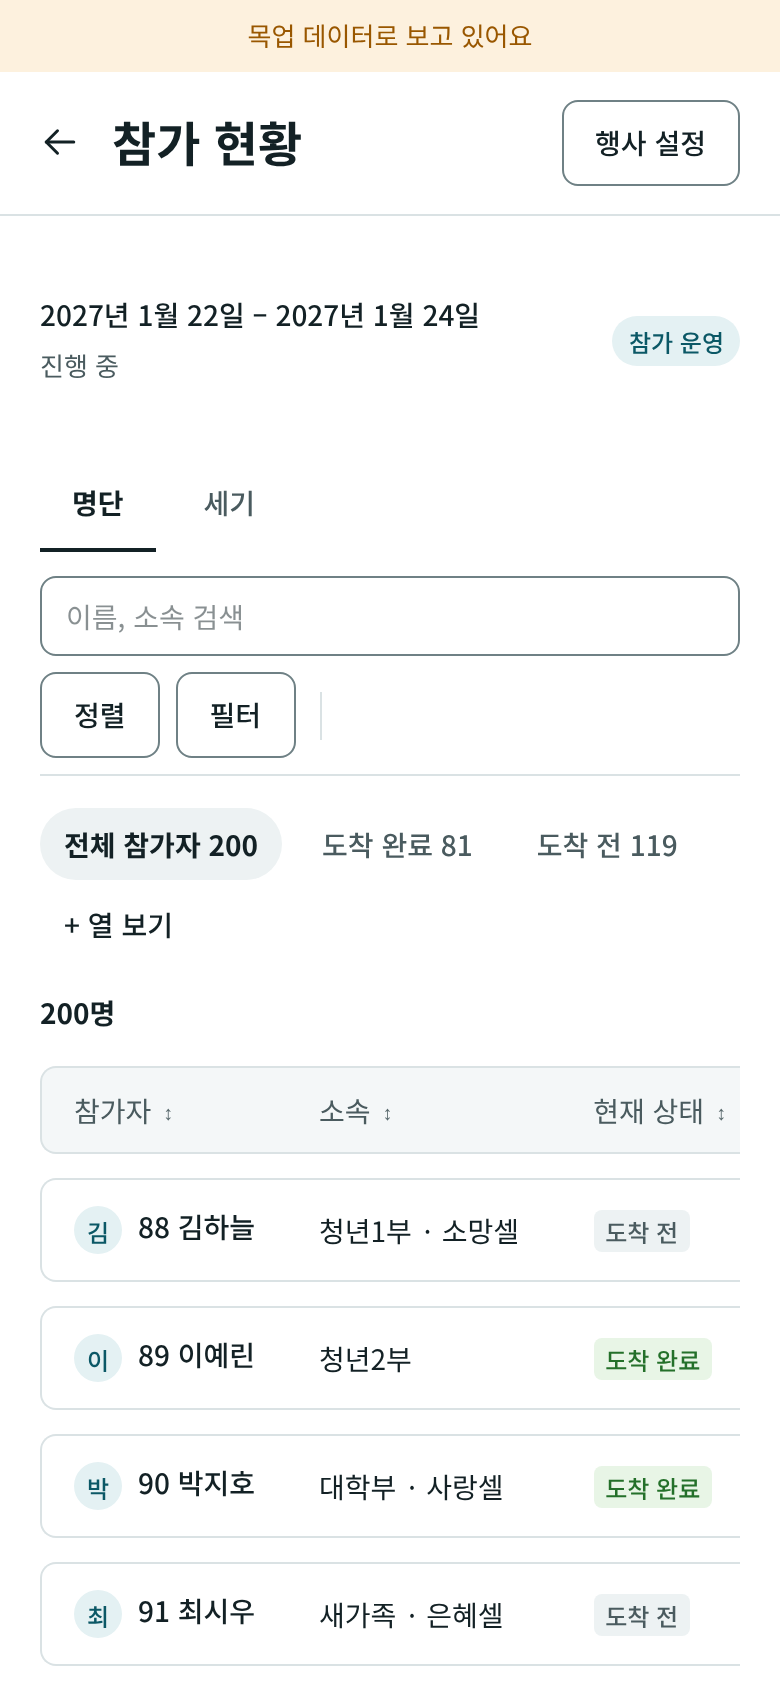 목업 데이터로 보고 있어요
← 참가 현황 행사 설정
2027년 1월 22일 – 2027년 1월 24일
진행 중
참가 운영
명단 세기
이름, 소속 검색
정렬 필터
전체 참가자 200 도착 완료 81 도착 전 119
+ 열 보기
200명
참가자 ↕ 소속 ↕ 현재 상태 ↕
김 88 김하늘 청년1부 · 소망셀 도착 전
이 89 이예린 청년2부 도착 완료
박 90 박지호 대학부 · 사랑셀 도착 완료
최 91 최시우 새가족 · 은혜셀 도착 전